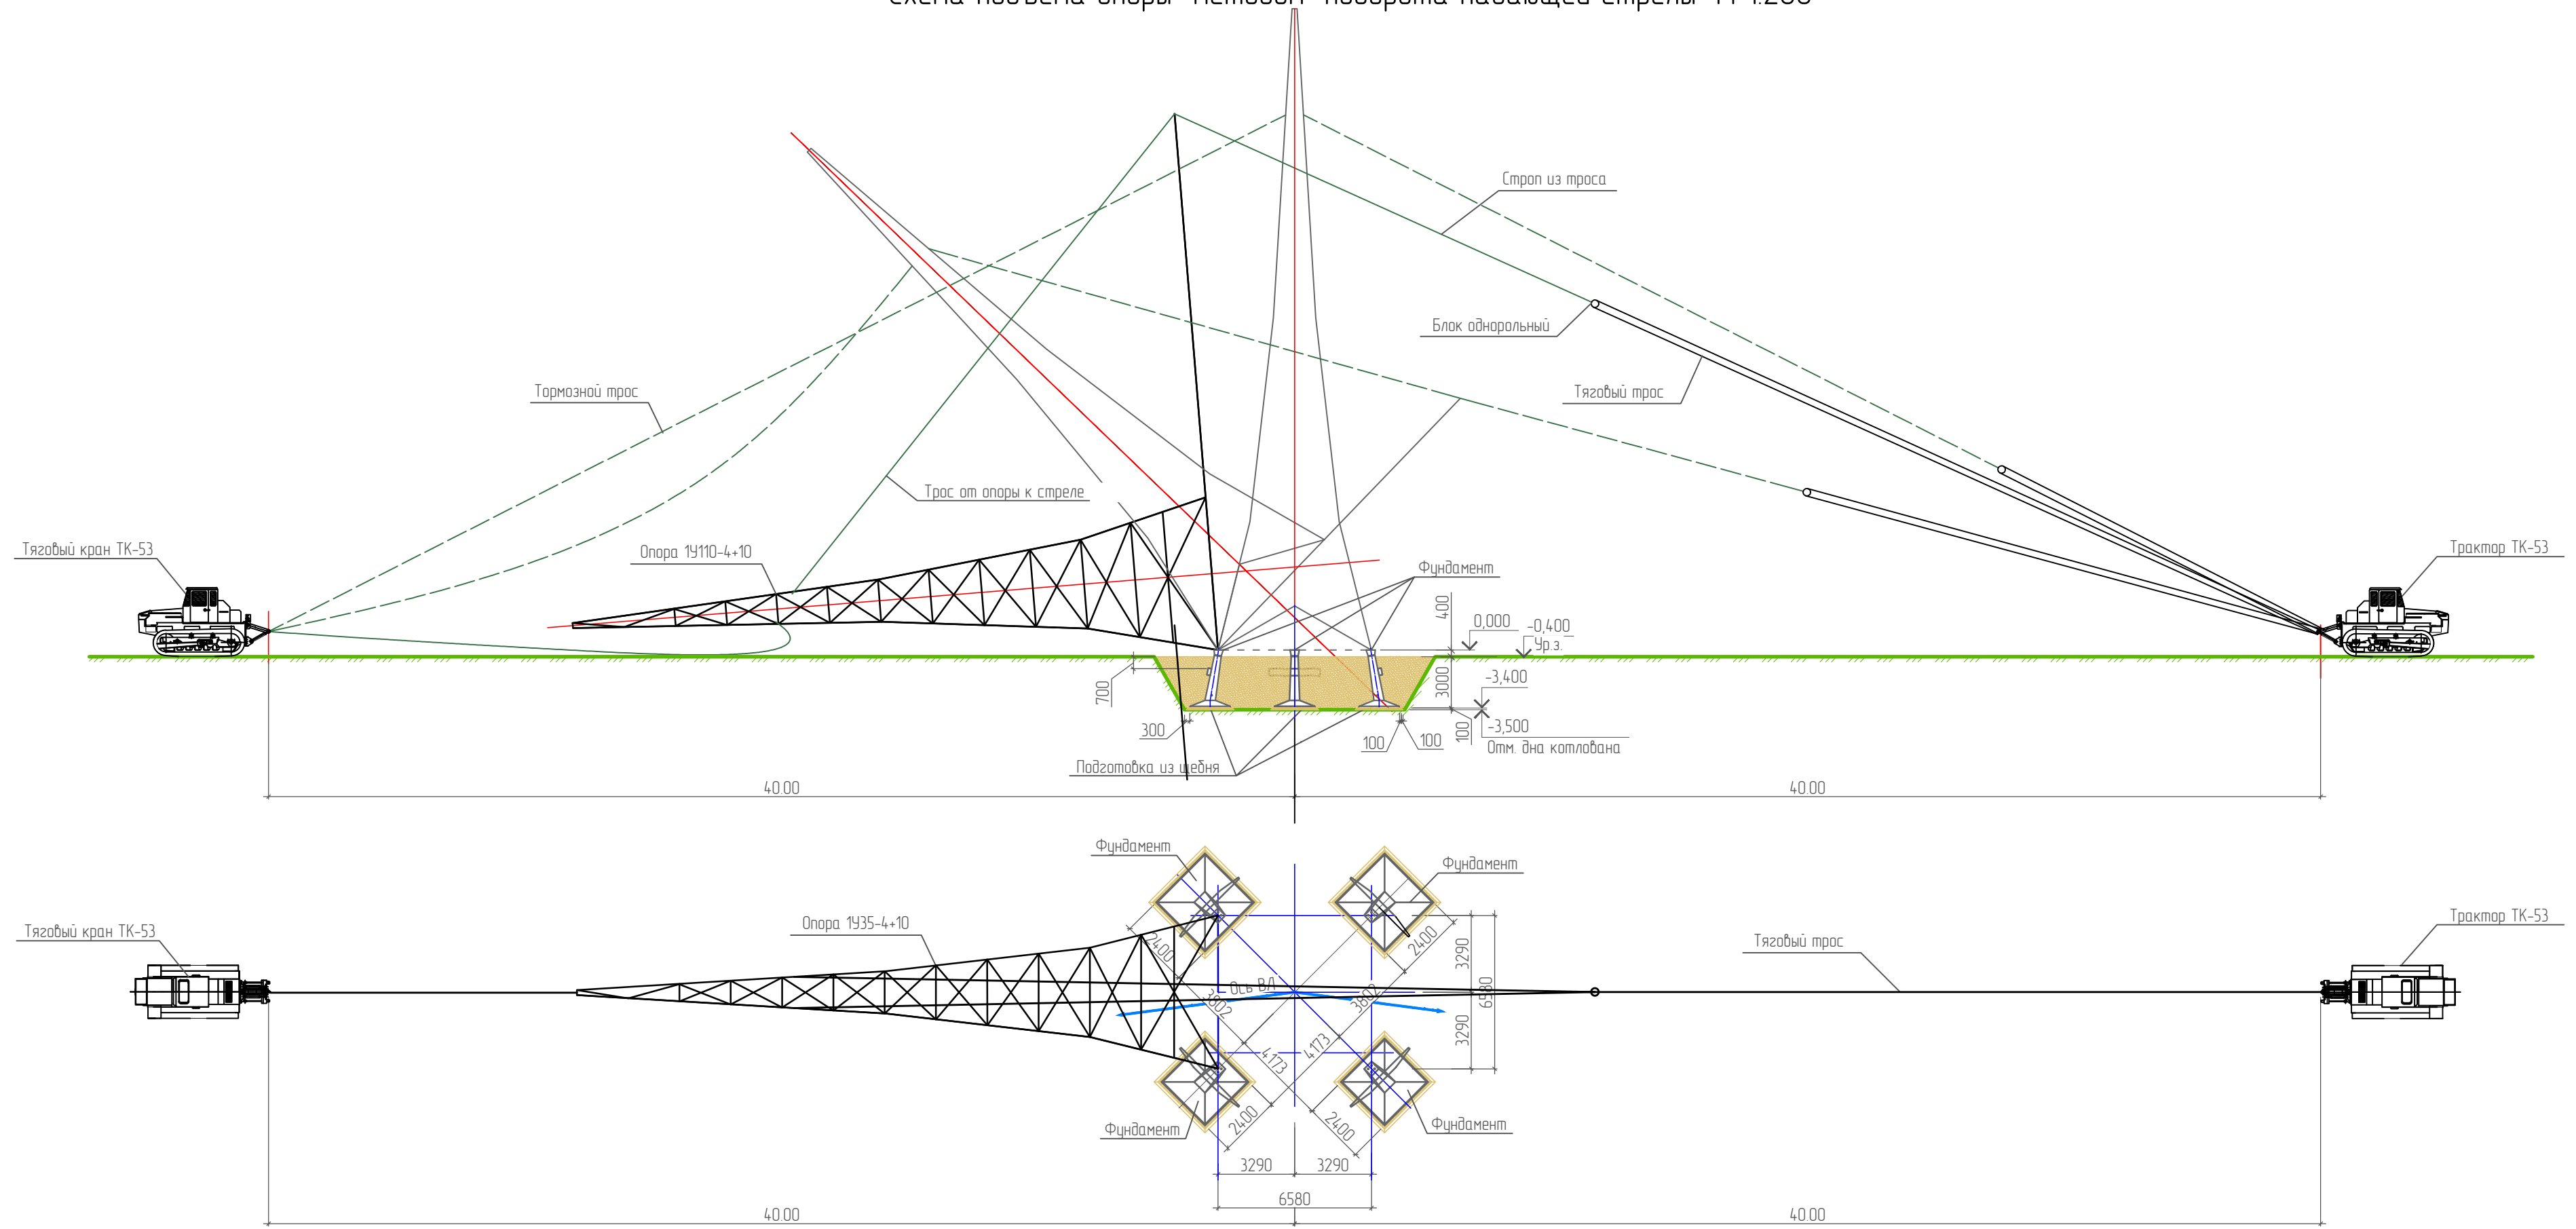 Строп из троса
Блок однорольный
Тяговый трос
Тормозной трос
Трос от опоры к стреле
Тяговый кран ТК-53
Опора 1У110-4+10
Трактор ТК-53
Фундамент
400
0,000
-0,400
Ур.з.
700
3000
-3,400
300
100
100
100
-3,500
Отм. дна котлована
Подготовка из щебня
40.00
40.00
Фундамент
Фундамент
Тяговый кран ТК-53
Опора 1У35-4+10
Тяговый трос
Трактор ТК-53
2400
2400
3290
6580
3290
Ось ВЛ
3802
3802
4173
4173
2400
2400
Фундамент
Фундамент
3290
3290
6580
40.00
40.00